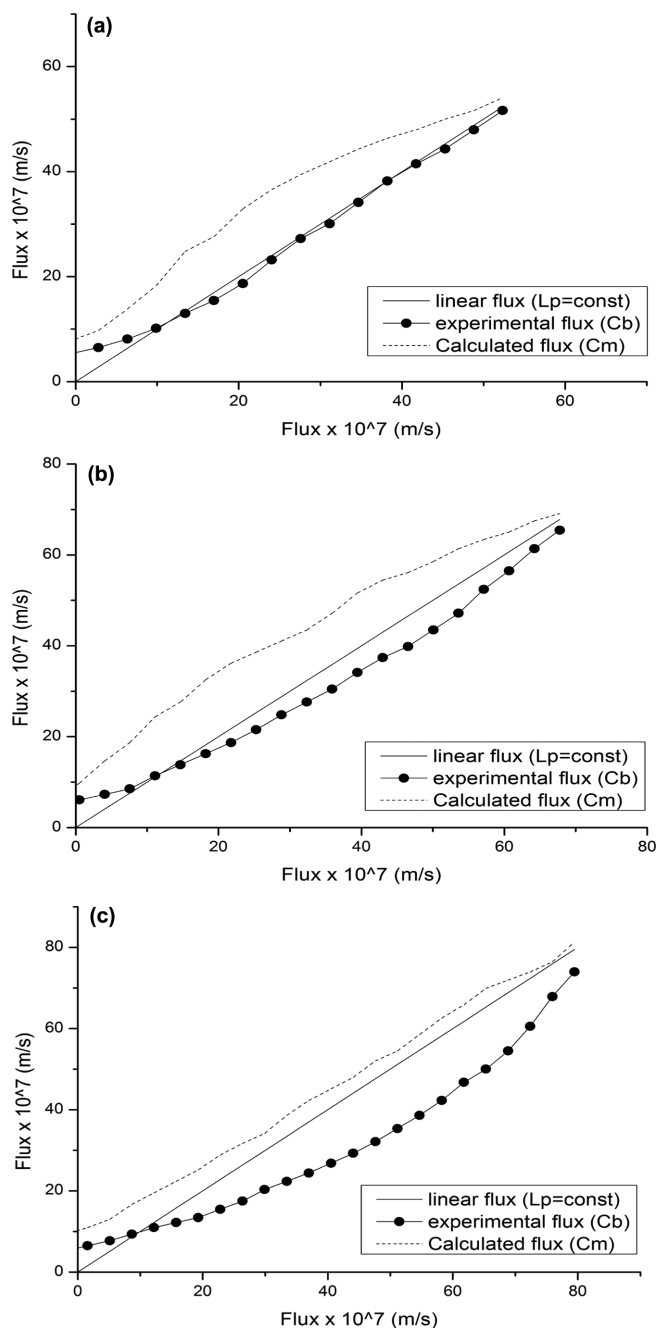 (a)
60
40
20
0
Flux x 10^7 (m/s)
linear flux (Lp=const)
experimental flux (Cb)
Calculated flux (Cm)
0 20 40 60
Flux x 10^7 (m/s)
(b)
80
60
40
20
0
Flux x 10^7 (m/s)
linear flux (Lp=const)
experimental flux (Cb)
Calculated flux (Cm)
0 20 40 60 80
Flux x 10^7 (m/s)
(c)
80
60
40
20
0
Flux x 10^7 (m/s)
linear flux (Lp=const)
experimental flux (Cb)
Calculated flux (Cm)
0 20 40 60 80
Flux x 10^7 (m/s)